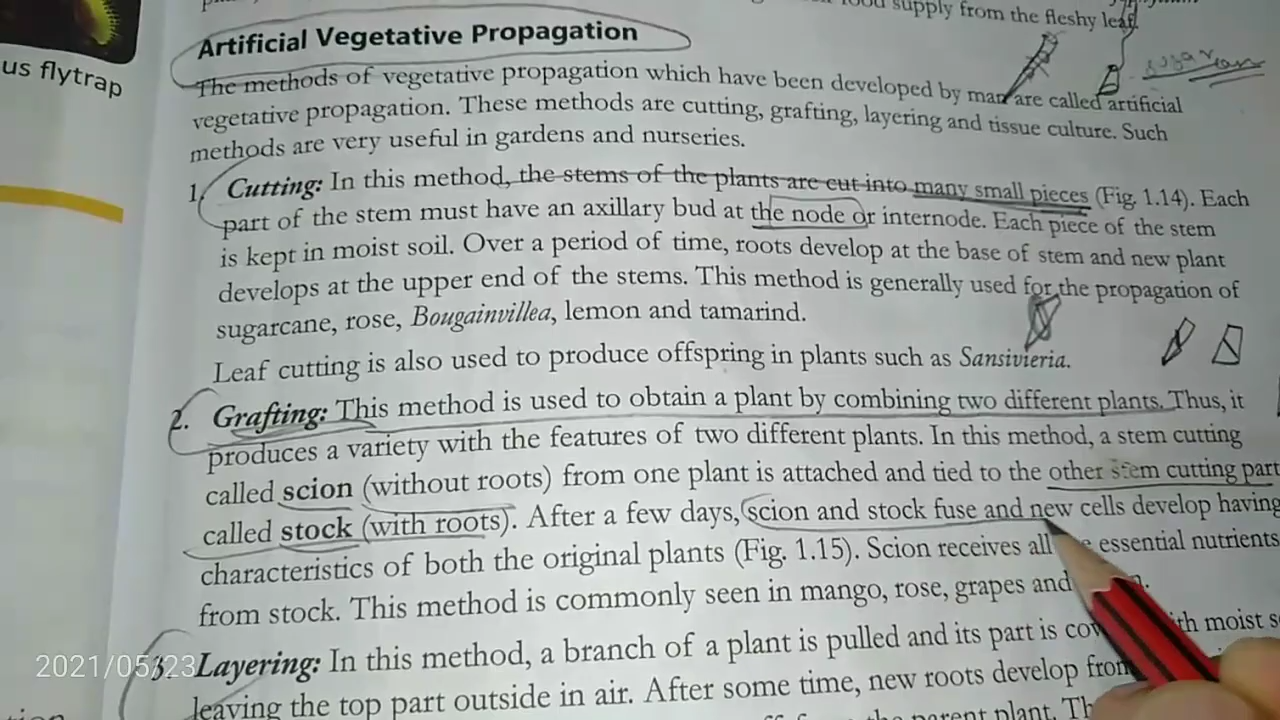 supply from the fleshy leaf
us flytrap
Artificial Vegetative Propagation
The methods of vegetative propagation which have been developed by man are called artificial
vegetative propagation. These methods are cutting, grafting, layering and tissue culture. Such
methods are very useful in gardens and nurseries.
1. Cutting: In this method, the stems of the plants are cut into many small pieces (Fig. 1.14). Each
part of the stem must have an axillary bud at the node or internode. Each piece of the stem
is kept in moist soil. Over a period of time, roots develop at the base of stem and new plant
develops at the upper end of the stems. This method is generally used for the propagation of
sugarcane, rose, Bougainvillea, lemon and tamarind.
Leaf cutting is also used to produce offspring in plants such as Sansivieria.
2. Grafting: This method is used to obtain a plant by combining two different plants. Thus, it
produces a variety with the features of two different plants. In this method, a stem cutting
called scion (without roots) from one plant is attached and tied to the other stem cutting part
called stock (with roots). After a few days, scion and stock fuse and new cells develop having
characteristics of both the original plants (Fig. 1.15). Scion receives all essential nutrients
from stock. This method is commonly seen in mango, rose, grapes and
3. Layering: In this method, a branch of a plant is pulled and its part is moist
leaving the top part outside in air. After some time, new roots develop from
the parent plant.
2021/05/23